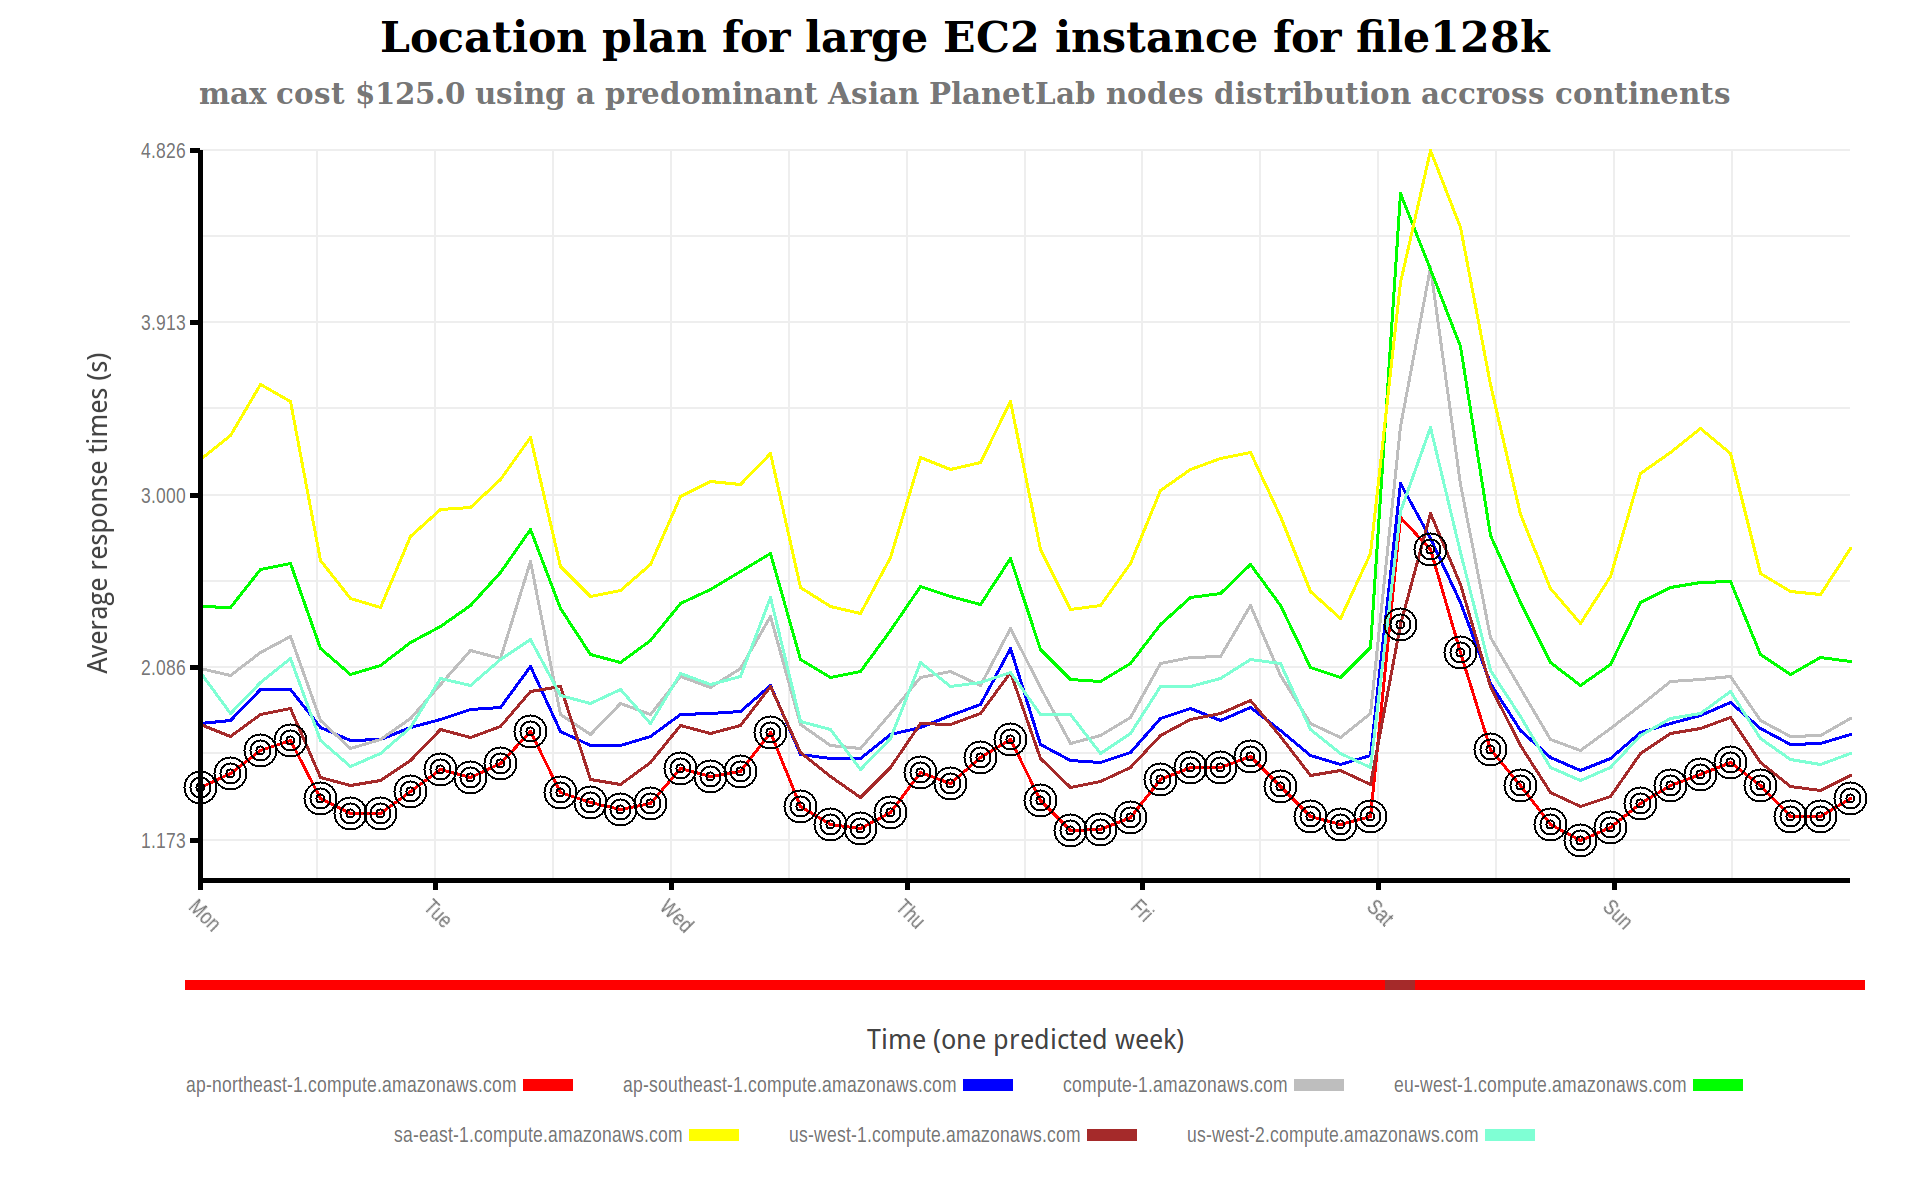 Location plan for large EC2 instance for file128k
max cost $125.0 using a predominant Asian PlanetLab nodes distribution accross continents
4.826
3.913
3.000
2.086
1.173
Average response times (s)
Mon
Tue
Wed
Thu
Fri
Sat
Sun
Time (one predicted week)
ap-northeast-1.compute.amazonaws.com
ap-southeast-1.compute.amazonaws.com
compute-1.amazonaws.com
eu-west-1.compute.amazonaws.com
sa-east-1.compute.amazonaws.com
us-west-1.compute.amazonaws.com
us-west-2.compute.amazonaws.com